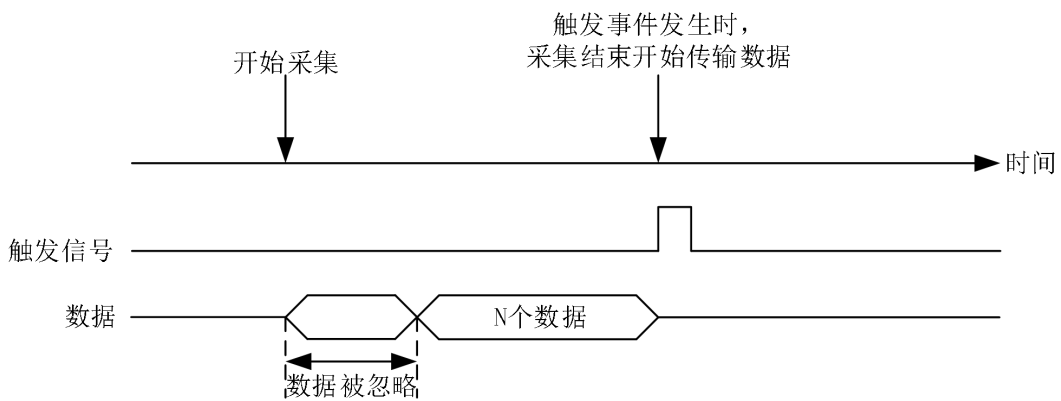 触发事件发生时，
采集结束开始传输数据
开始采集
时间
触发信号
数据
N个数据
数据被忽略